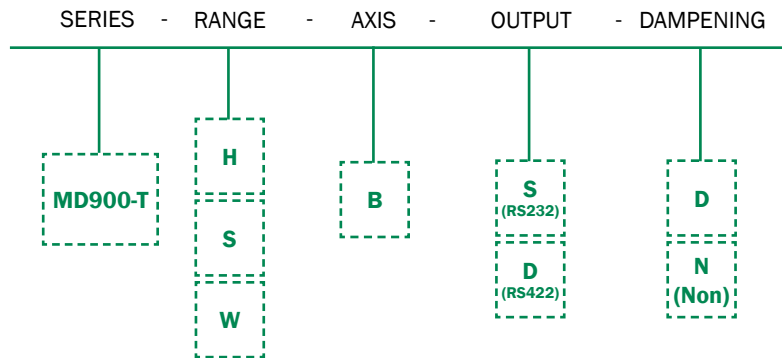 SERIES - RANGE - AXIS - OUTPUT - DAMPENING
MD900-T
H
S
W
B
S
(RS232)
D
(RS422)
D
N
(Non)